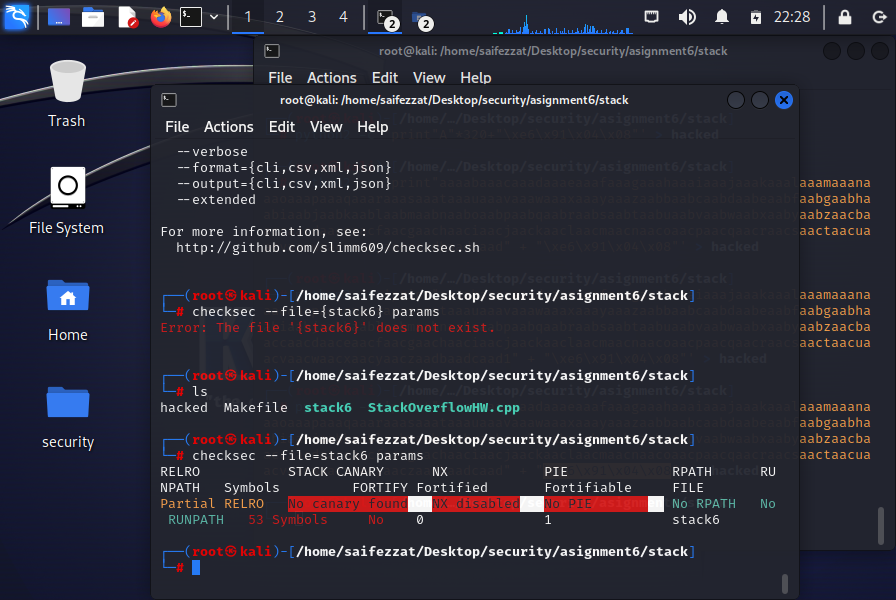 1 2 3 4 2 2 22:28
root@kali: /home/saifezzat/Desktop/security/asignment6/stack
File Actions Edit View Help
root@kali: /home/saifezzat/Desktop/security/asignment6/stack
File Actions Edit View Help
Trash
File System
Home
security
--verbose
--format={cli,csv,xml,json}
--output={cli,csv,xml,json}
--extended
For more information, see:
http://github.com/slimm609/checksec.sh
┌──(root㉿kali)-[/home/saifezzat/Desktop/security/asignment6/stack]
└─# checksec --file={stack6} params
Error: The file '{stack6}' does not exist.
┌──(root㉿kali)-[/home/saifezzat/Desktop/security/asignment6/stack]
└─# ls
hacked Makefile stack6 StackOverflowHW.cpp
┌──(root㉿kali)-[/home/saifezzat/Desktop/security/asignment6/stack]
└─# checksec --file=stack6 params
RELRO STACK CANARY NX PIE RPATH RU
NPATH Symbols FORTIFY Fortified Fortifiable FILE
Partial RELRO No canary found NX disabled No PIE No RPATH No
RUNPATH 53 Symbols No 0 1 stack6
┌──(root㉿kali)-[/home/saifezzat/Desktop/security/asignment6/stack]
└─#
aaamaaana
aabgaabha
aabzaacba
aactaacua
aaamaaana
aabgaabha
aabzaacba
aactaacua
aaamaaana
aabgaabha
aabzaacba
aactaacua